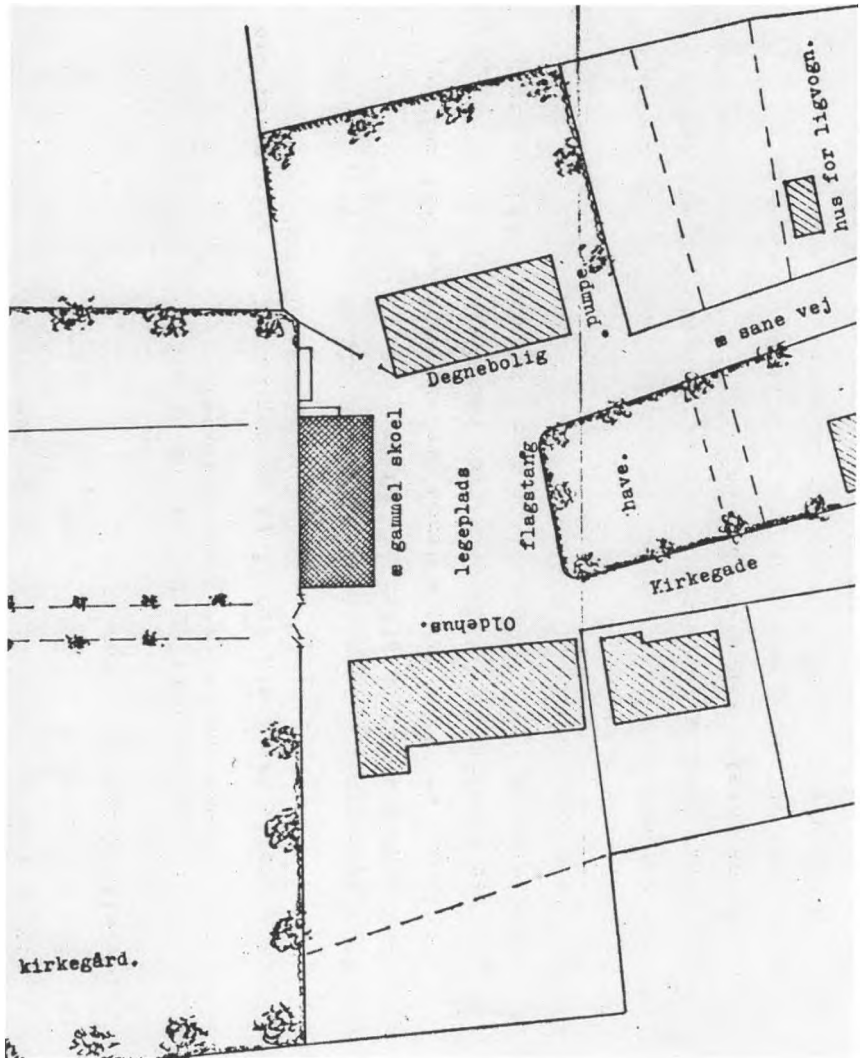 hus for ligvogn.
pumpe.
æ sane vej
Degnebolig
æ gammel skoel
legeplads
flagstang
have.
Kirkegade
Oldehus.
kirkegård.